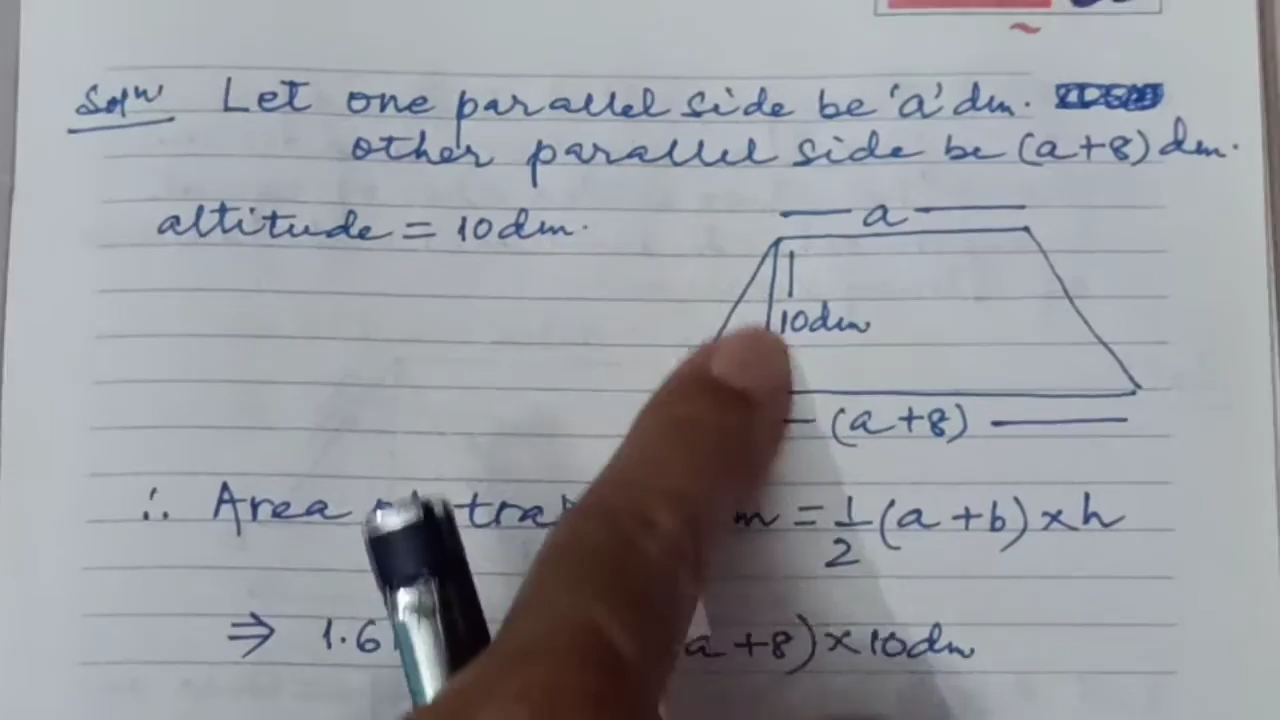 Soln Let one parallel side be 'a' dm.
other parallel side be (a+8) dm.
altitude = 10dm.
a
10dm
(a+8)
∴ Area = 1/2 (a+b) × h
⇒ 1.6 a+8) × 10dm